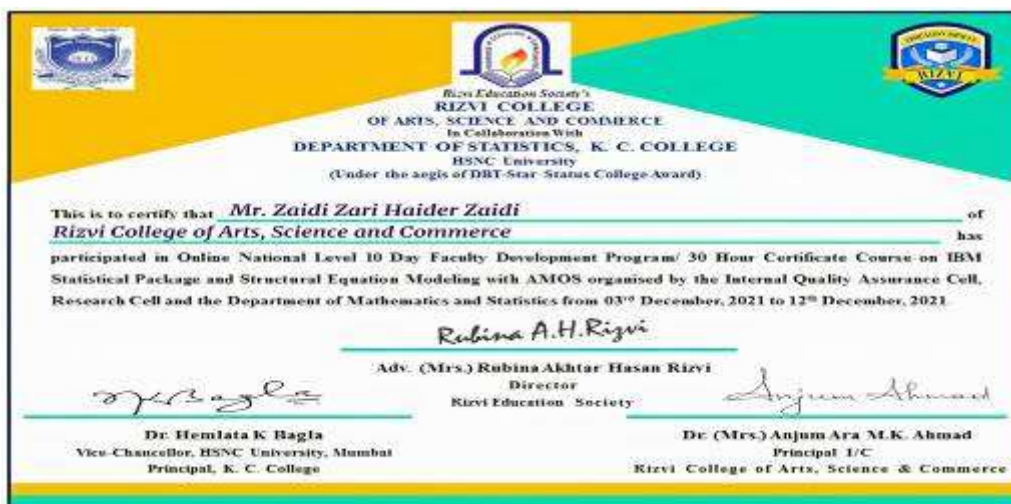 RIZVI
Rizvi Education Society's
RIZVI COLLEGE
OF ARTS, SCIENCE AND COMMERCE
In Collaboration With
DEPARTMENT OF STATISTICS, K. C. COLLEGE
HSNC University
(Under the aegis of DBT-Star-Status College Award)
This is to certify that Mr. Zaidi Zari Haider Zaidi of
Rizvi College of Arts, Science and Commerce has
participated in Online National Level 10 Day Faculty Development Program/ 30 Hour Certificate Course on IBM
Statistical Package and Structural Equation Modeling with AMOS organised by the Internal Quality Assurance Cell,
Research Cell and the Department of Mathematics and Statistics from 03rd December, 2021 to 12th December, 2021
Rubina A.H.Rizvi
Adv. (Mrs.) Rubina Akhtar Hasan Rizvi
Director
Rizvi Education Society
Anjum Ahmad
Dr. Hemlata K Bagla
Vice-Chancellor, HSNC University, Mumbai
Principal, K. C. College
Dr. (Mrs.) Anjum Ara M.K. Ahmad
Principal I/C
Rizvi College of Arts, Science & Commerce